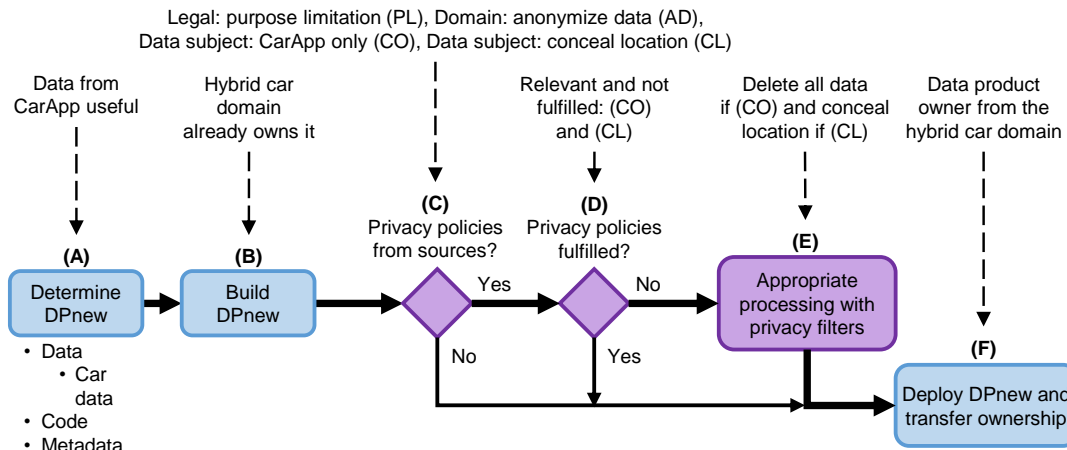 Legal: purpose limitation (PL), Domain: anonymize data (AD),
Data subject: CarApp only (CO), Data subject: conceal location (CL)
Data from
CarApp useful
Hybrid car
domain
already owns it
Relevant and not
fulfilled: (CO)
and (CL)
Delete all data
if (CO) and conceal
location if (CL)
Data product
owner from the
hybrid car domain
(A)
Determine
DPnew
• Data
• Car
data
• Code
• Metadata
(B)
Build
DPnew
(C)
Privacy policies
from sources?
Yes
No
(D)
Privacy policies
fulfilled?
No
Yes
(E)
Appropriate
processing with
privacy filters
(F)
Deploy DPnew and
transfer ownership